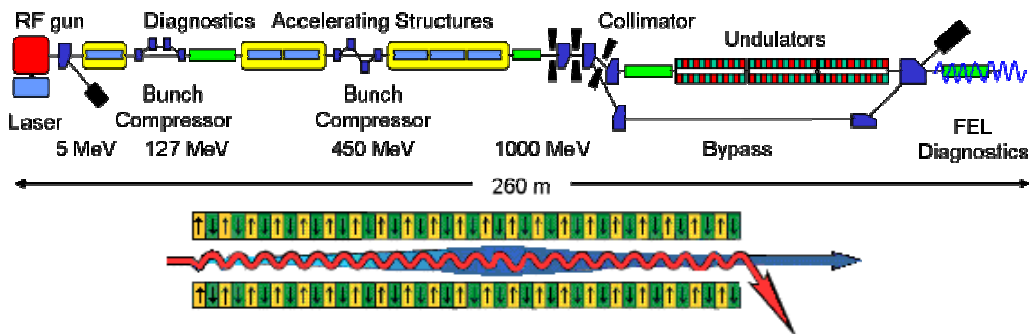 RF gun
Diagnostics
Accelerating Structures
Collimator
Undulators
Laser
Bunch
Compressor
Bunch
Compressor
5 MeV
127 MeV
450 MeV
1000 MeV
Bypass
FEL
Diagnostics
260 m